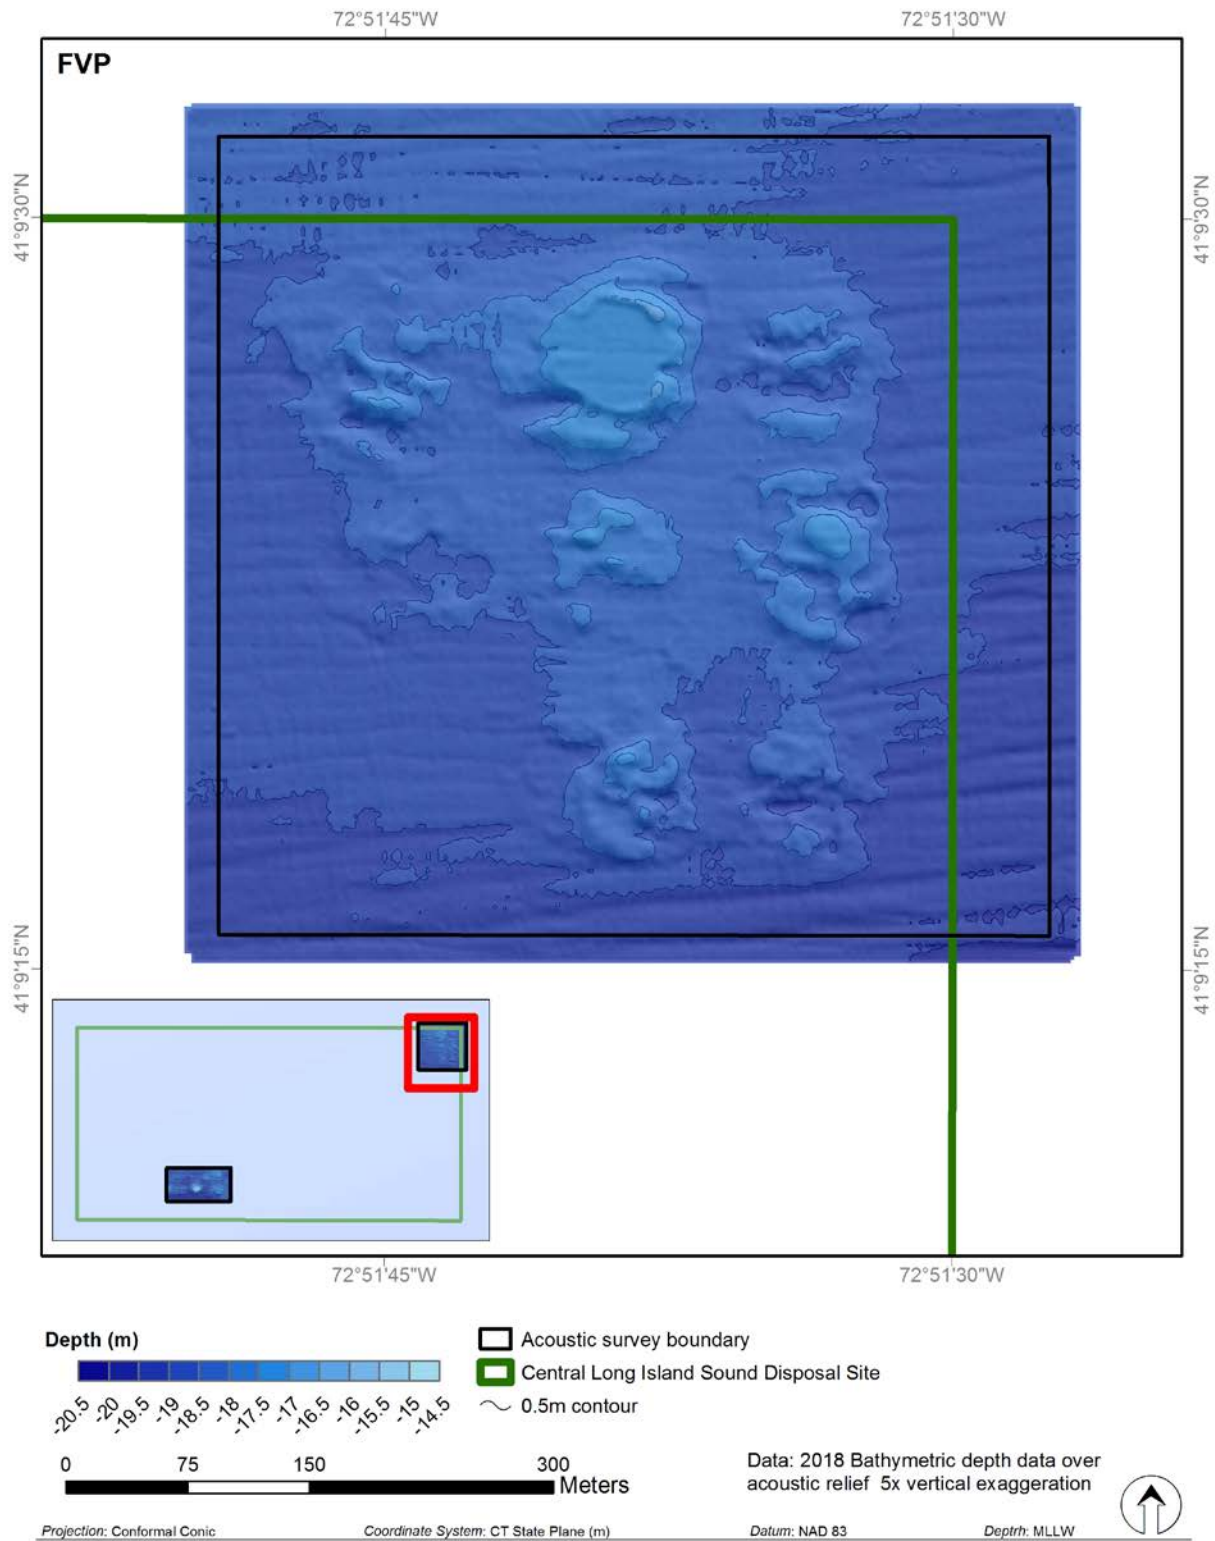 72°51'45"W 72°51'30"W
FVP
41°9'30"N 41°9'30"N
41°9'15"N 41°9'15"N
72°51'45"W 72°51'30"W
Depth (m)
-20.5 -20 -19.5 -19 -18.5 -18 -17.5 -17 -16.5 -16 -15.5 -15 -14.5
Acoustic survey boundary
Central Long Island Sound Disposal Site
0.5m contour
0 75 150 300
Meters
Data: 2018 Bathymetric depth data over
acoustic relief 5x vertical exaggeration
Projection: Conformal Conic Coordinate System: CT State Plane (m) Datum: NAD 83 Deptrh: MLLW